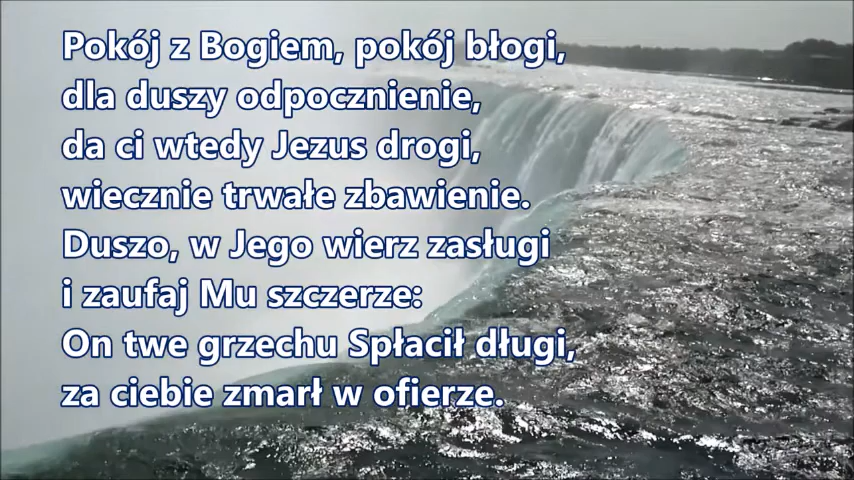 Pokój z Bogiem, pokój błogi,
dla duszy odpocznienie,
da ci wtedy Jezus drogi,
wiecznie trwałe zbawienie.
Duszo, w Jego wierz zasługi
i zaufaj Mu szczerze:
On twe grzechu Spłacił długi,
za ciebie zmarł w ofierze.